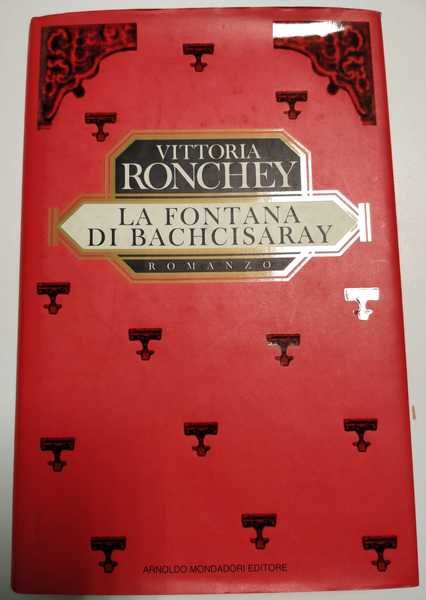 VITTORIA
RONCHEY
LA FONTANA
DI BACHCISARAY
ROMANZO
ARNOLDO MONDADORI EDITORE